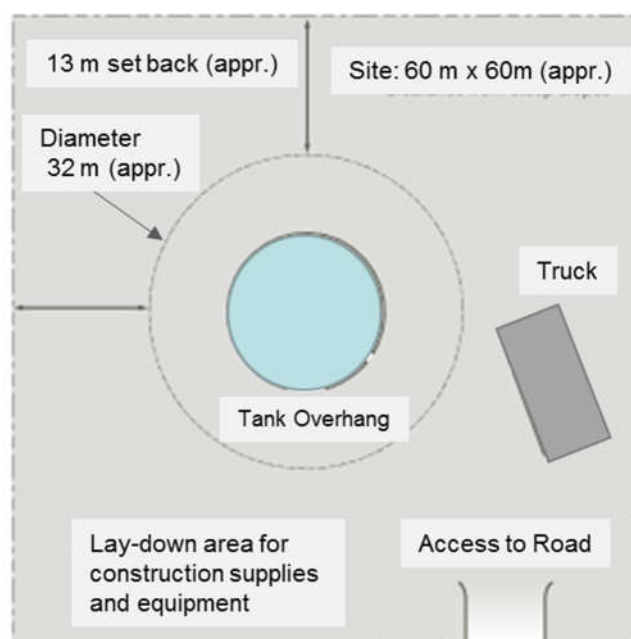 13 m set back (appr.)
Site: 60 m x 60m (appr.)
Diameter
32 m (appr.)
Truck
Tank Overhang
Lay-down area for
construction supplies
and equipment
Access to Road